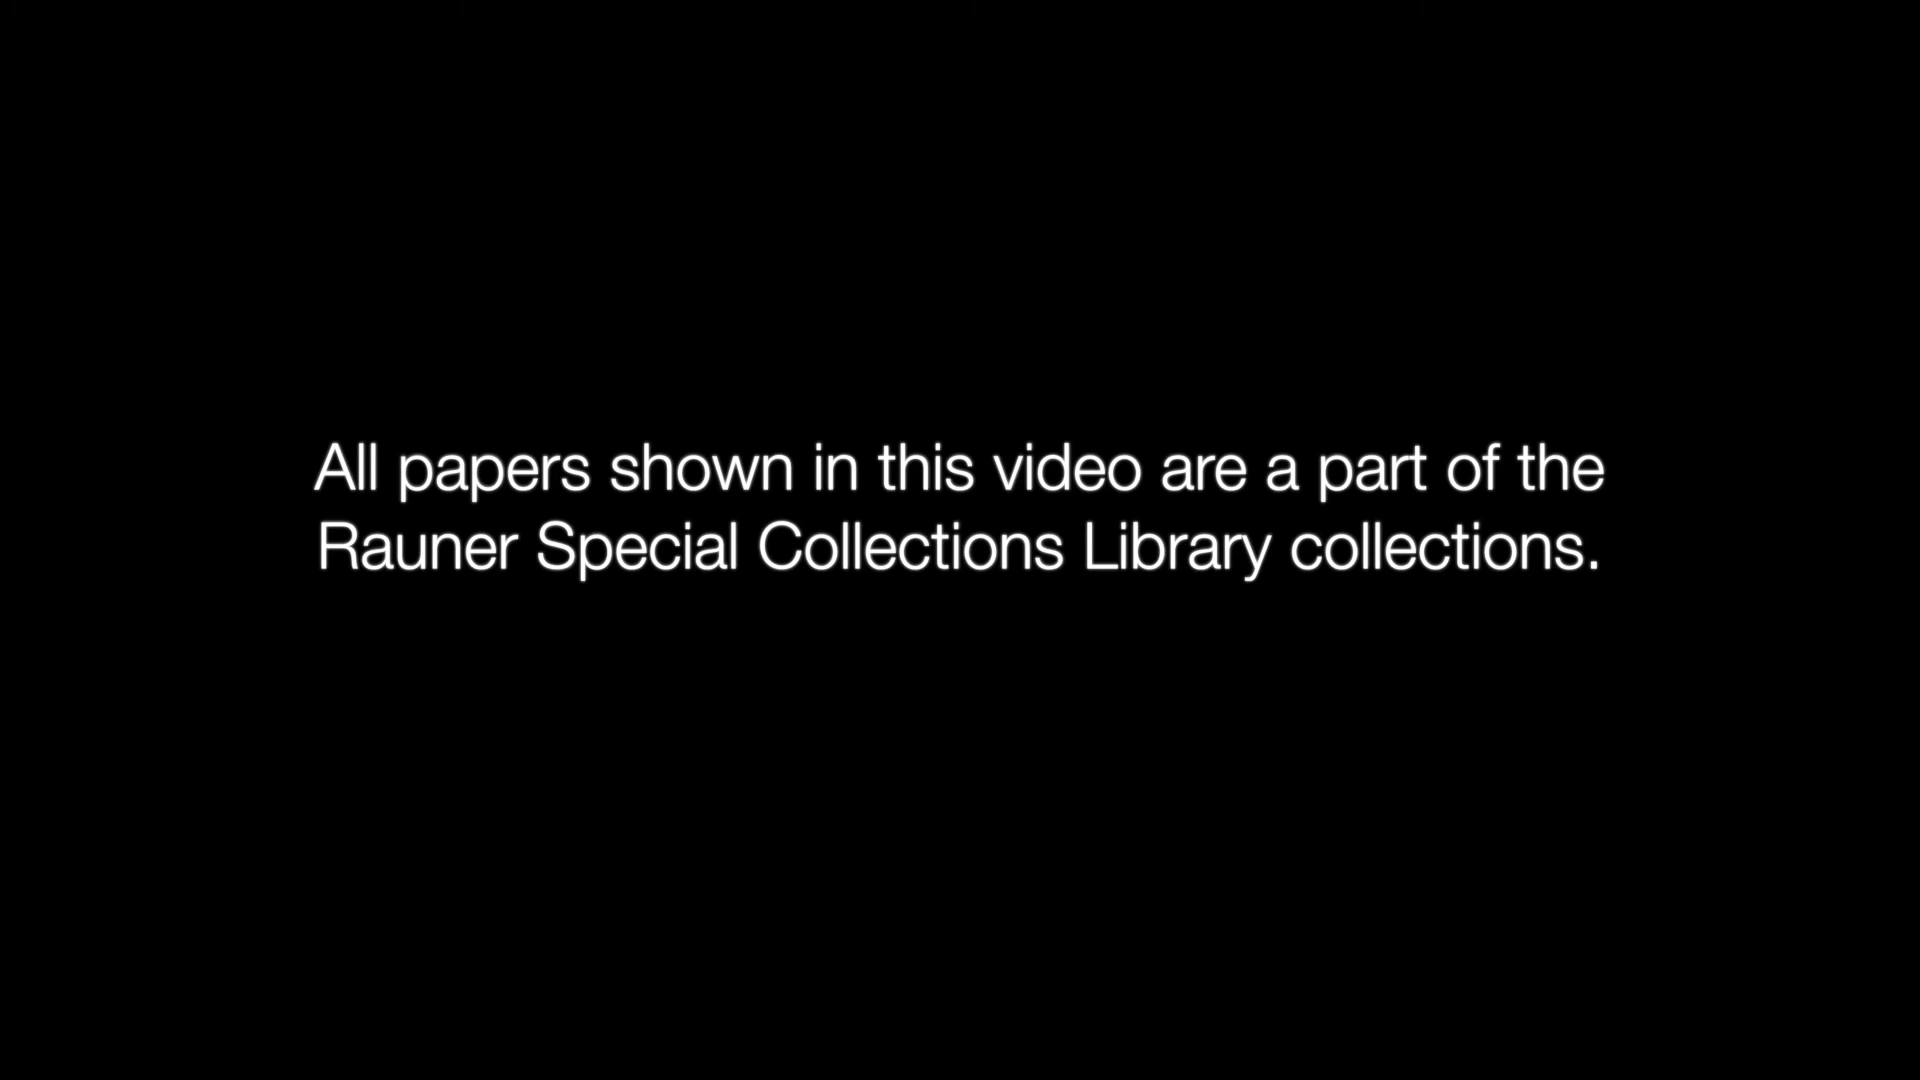 All papers shown in this video are a part of the
Rauner Special Collections Library collections.